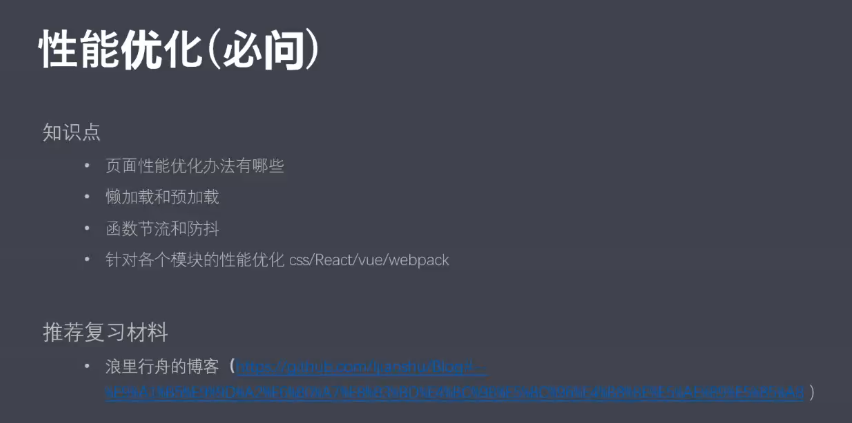 性能优化(必问)
知识点
• 页面性能优化办法有哪些
• 懒加载和预加载
• 函数节流和防抖
• 针对各个模块的性能优化 css/React/vue/webpack
推荐复习材料
• 浪里行舟的博客（
）